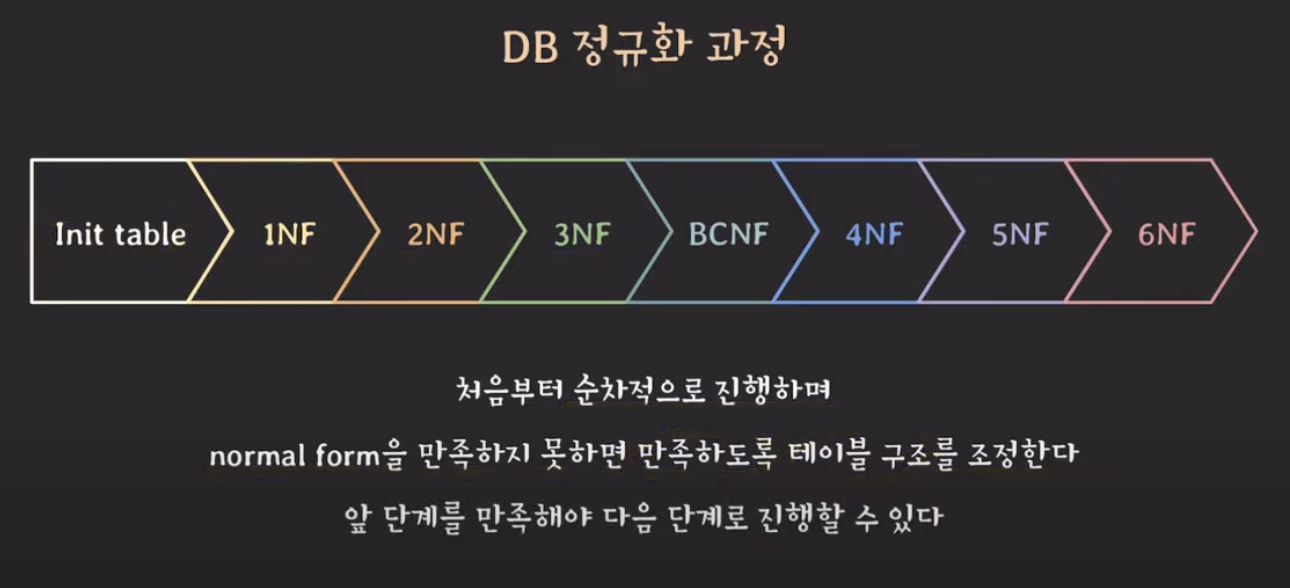 DB 정규화 과정
Init table 1NF 2NF 3NF BCNF 4NF 5NF 6NF
처음부터 순차적으로 진행하며
normal form을 만족하지 못하면 만족하도록 테이블 구조를 조정한다
앞 단계를 만족해야 다음 단계로 진행할 수 있다